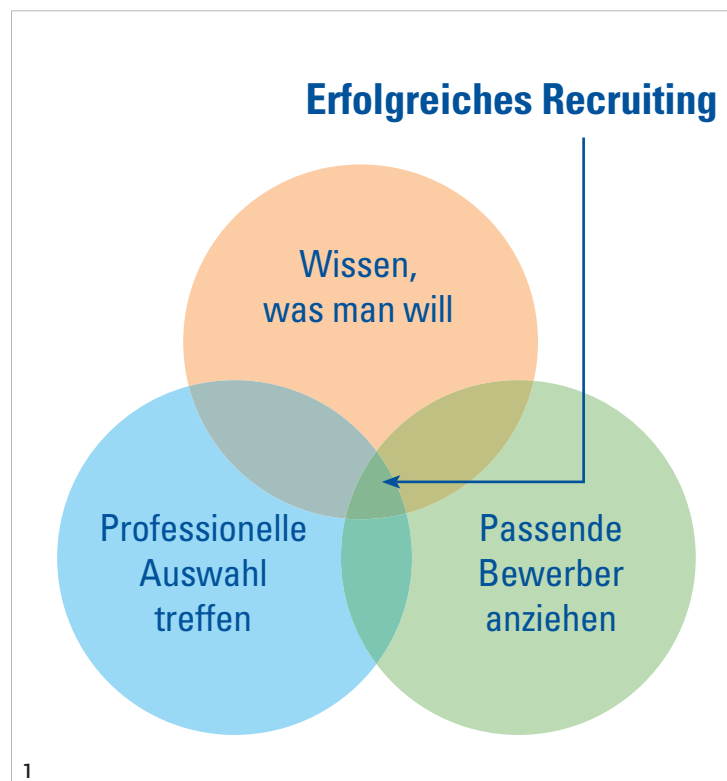 Erfolgreiches Recruiting
Wissen,
was man will
Professionelle
Auswahl
treffen
Passende
Bewerber
anziehen
1